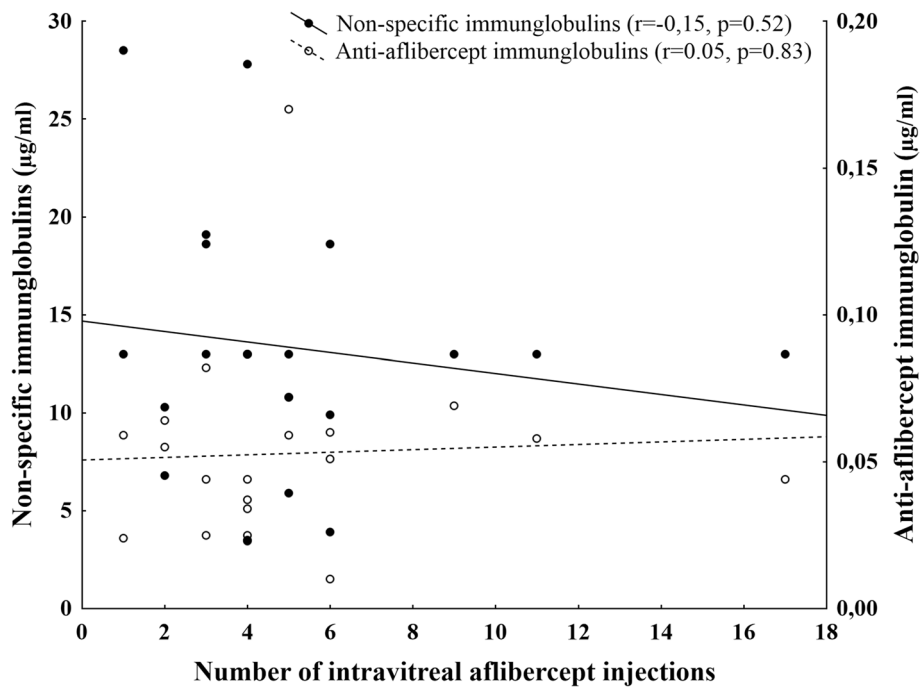 Non-specific immunglobulins (r=-0,15, p=0.52)
Anti-aflibercept immunglobulins (r=0.05, p=0.83)
Non-specific immunglobulins (µg/ml)
30
25
20
15
10
5
0
0,20
0,15
0,10
0,05
0,00
Anti-aflibercept immunglobulin (µg/ml)
0 2 4 6 8 10 12 14 16 18
Number of intravitreal aflibercept injections